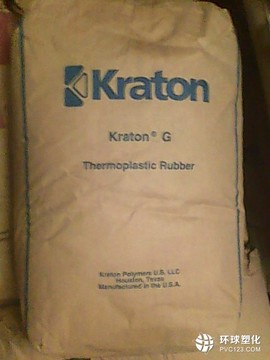 Kraton
Kraton® G
Thermoplastic Rubber
Kraton Polymers U.S. LLC
Houston, Texas
Manufactured in the U.S.A.
环球塑化
PVC123.COM